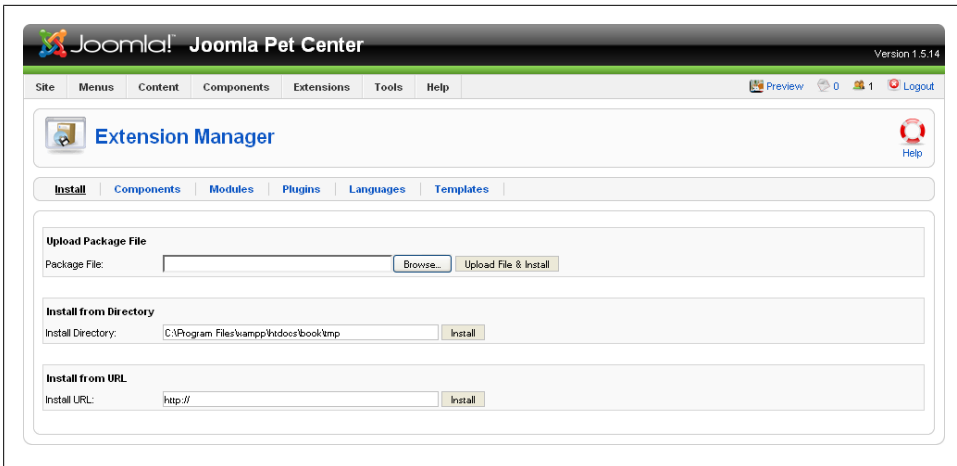 Joomla!™ Joomla Pet Center
Version 1.5.14
Site Menus Content Components Extensions Tools Help Preview 0 1 Logout
Extension Manager
Help
Install Components Modules Plugins Languages Templates
Upload Package File
Package File: Browse... Upload File & Install
Install from Directory
Install Directory: C:\Program Files\xampp\htdocs\book\tmp Install
Install from URL
Install URL: http:// Install